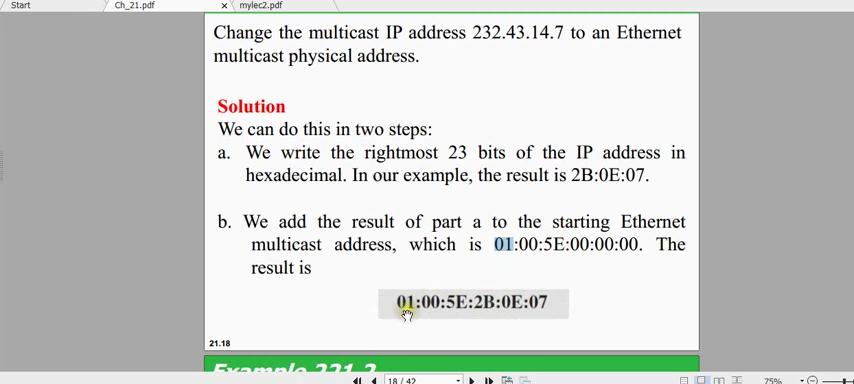 Start
Ch_21.pdf
mylec2.pdf
Change the multicast IP address 232.43.14.7 to an Ethernet
multicast physical address.
Solution
We can do this in two steps:
a. We write the rightmost 23 bits of the IP address in
hexadecimal. In our example, the result is 2B:0E:07.
b. We add the result of part a to the starting Ethernet
multicast address, which is 01:00:5E:00:00:00. The
result is
01:00:5E:2B:0E:07
21.18
Example 221.2
18 / 42
75%